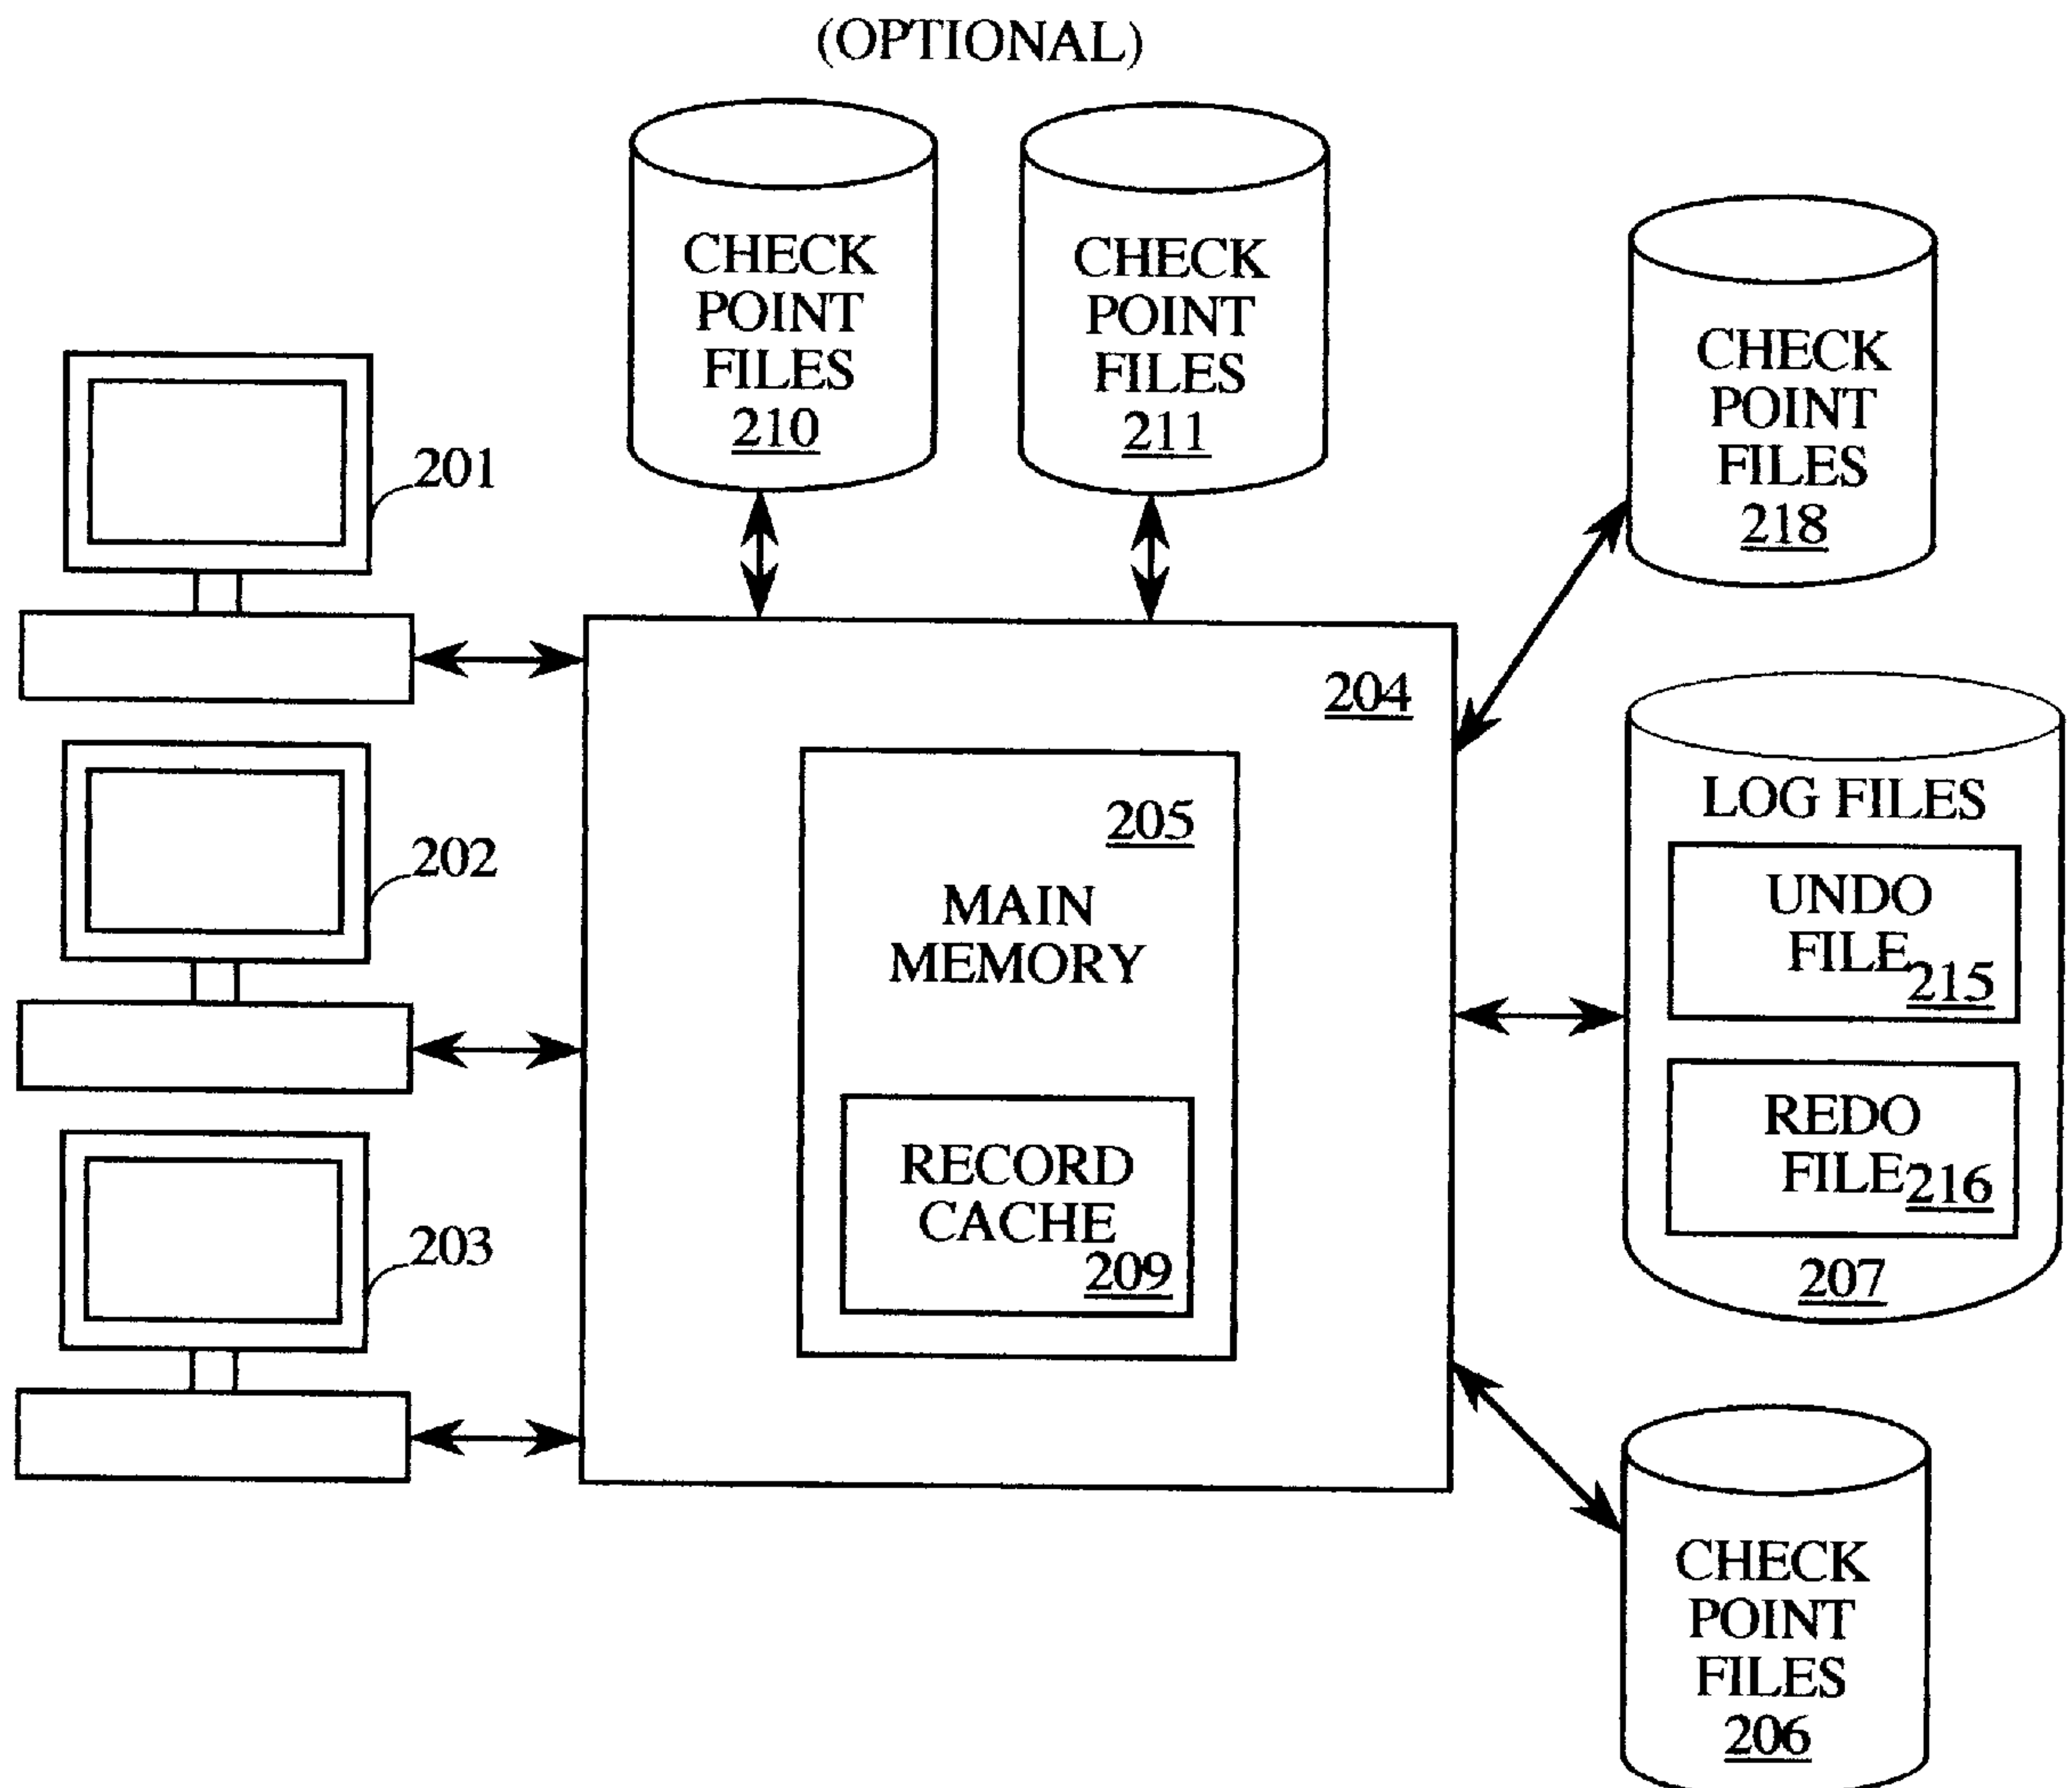 (OPTIONAL)
CHECK
POINT
FILES
210
CHECK
POINT
FILES
211
CHECK
POINT
FILES
218
201
204
205
MAIN
MEMORY
LOG FILES
UNDO
FILE
215
202
RECORD
CACHE
209
REDO
FILE
216
207
203
CHECK
POINT
FILES
206